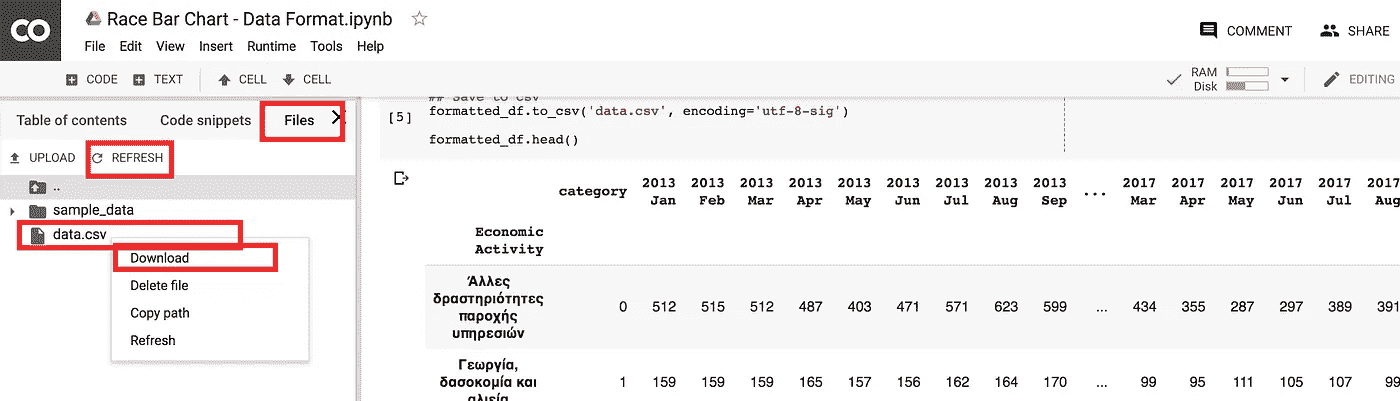 CO
Race Bar Chart - Data Format.ipynb
File Edit View Insert Runtime Tools Help
COMMENT SHARE
CODE TEXT CELL CELL
RAM
Disk
EDITING
Table of contents Code snippets Files
UPLOAD REFRESH
..
sample_data
data.csv
Download
Delete file
Copy path
Refresh
## Save to csv
[5] formatted_df.to_csv('data.csv', encoding='utf-8-sig')
formatted_df.head()
category 2013 Jan 2013 Feb 2013 Mar 2013 Apr 2013 May 2013 Jun 2013 Jul 2013 Aug 2013 Sep ... 2017 Mar 2017 Apr 2017 May 2017 Jun 2017 Jul 2017 Aug
Economic
Activity
Άλλες
δραστηριότητες
παροχής
υπηρεσιών
0 512 515 512 487 403 471 571 623 599 ... 434 355 287 297 389 391
Γεωργία,
δασοκομία και
αλιεία
1 159 159 159 165 157 156 162 164 170 ... 99 95 111 105 107 99